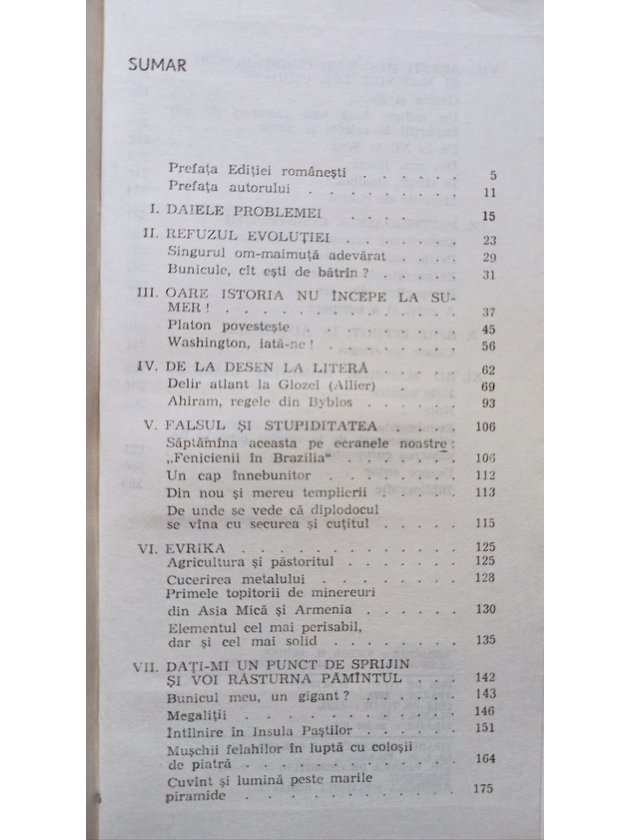 SUMAR
Prefața Ediției românești . . . . . . 5
Prefața autorului . . . . . . . . 11
I. DAIELE PROBLEMEI . . . . . 15
II. REFUZUL EVOLUȚIEI . . . . . . . 23
Singurul om-maimuță adevărat . . . . 29
Bunicule, cît ești de bătrîn ? . . . . . 31
III. OARE ISTORIA NU ÎNCEPE LA SU-
MER ! . . . . . . . . . . . . . 37
Platon povestește . . . . . . . . . 45
Washington, iată-ne ! . . . . . . . . 56
IV. DE LA DESEN LA LITERĂ . . . . . 62
Delir atlant la Glozel (Allier) . . . . 69
Ahiram, regele din Byblos . . . . . . 93
V. FALSUL ȘI STUPIDITATEA . . . . 106
Săptămîna aceasta pe ecranele noastre :
„Fenicienii în Brazilia“ . . . . . . 106
Un cap înnebunitor . . . . . . . . 112
Din nou și mereu templierii . . . . . 113
De unde se vede că diplodocul
se vîna cu securea și cuțitul . . . . . 115
VI. EVRIKA . . . . . . . . . . . . 125
Agricultura și păstoritul . . . . . . 125
Cucerirea metalului . . . . . . . . 128
Primele topitorii de minereuri
din Asia Mică și Armenia . . . . . . 130
Elementul cel mai perisabil,
dar și cel mai solid . . . . . . . . 135
VII. DAȚI-MI UN PUNCT DE SPRIJIN
ȘI VOI RĂSTURNA PĂMÎNTUL . . . . 142
Bunicul meu, un gigant ? . . . . . . 143
Megaliții . . . . . . . . . . . . 146
Întîlnire în Insula Paștilor . . . . . . 151
Mușchii felahilor în luptă cu coloșii
de piatră . . . . . . . . . . . . 164
Cuvînt și lumină peste marile
piramide . . . . . . . . . . . . 175